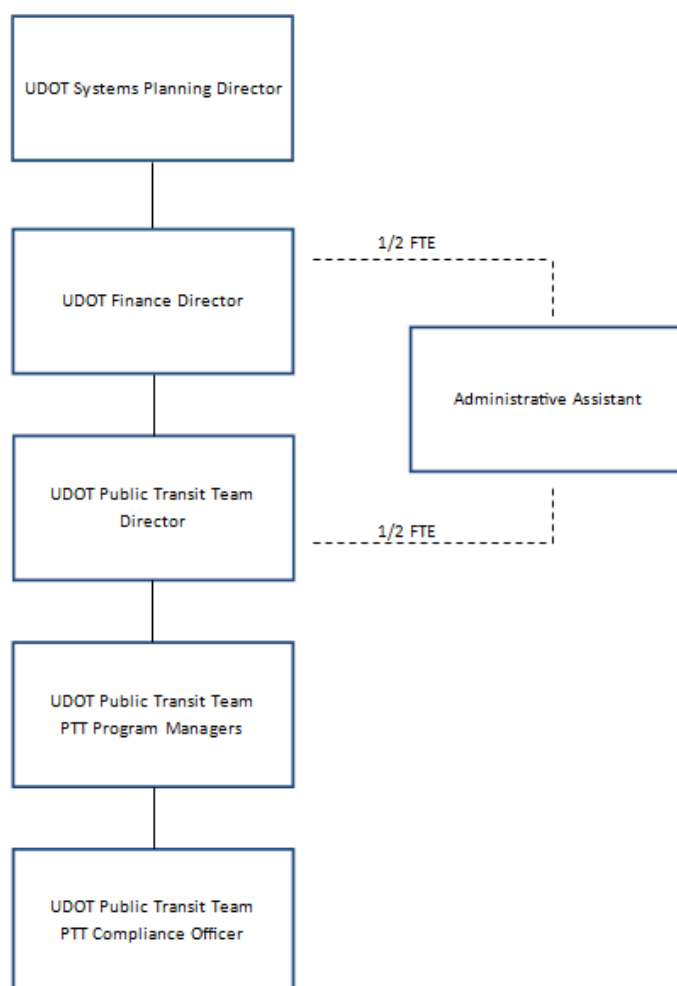 UDOT Systems Planning Director
1/2 FTE
UDOT Finance Director
Administrative Assistant
UDOT Public Transit Team
Director
1/2 FTE
UDOT Public Transit Team
PTT Program Managers
UDOT Public Transit Team
PTT Compliance Officer